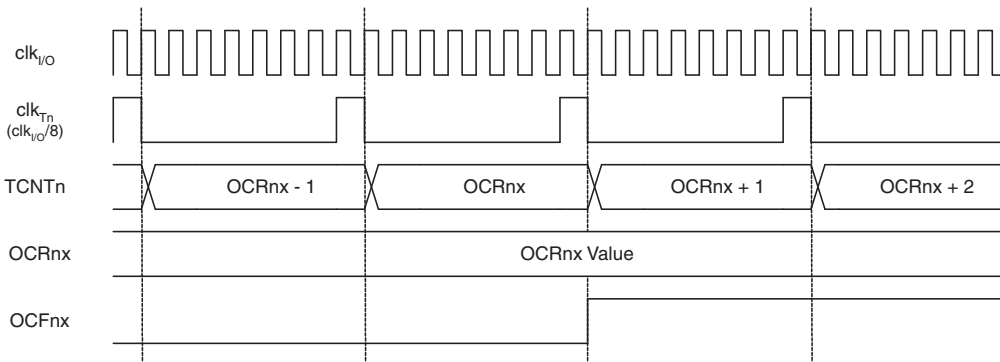 clkI/O
clkTn
(clkI/O/8)
TCNTn
OCRnx - 1
OCRnx
OCRnx + 1
OCRnx + 2
OCRnx
OCRnx Value
OCFnx